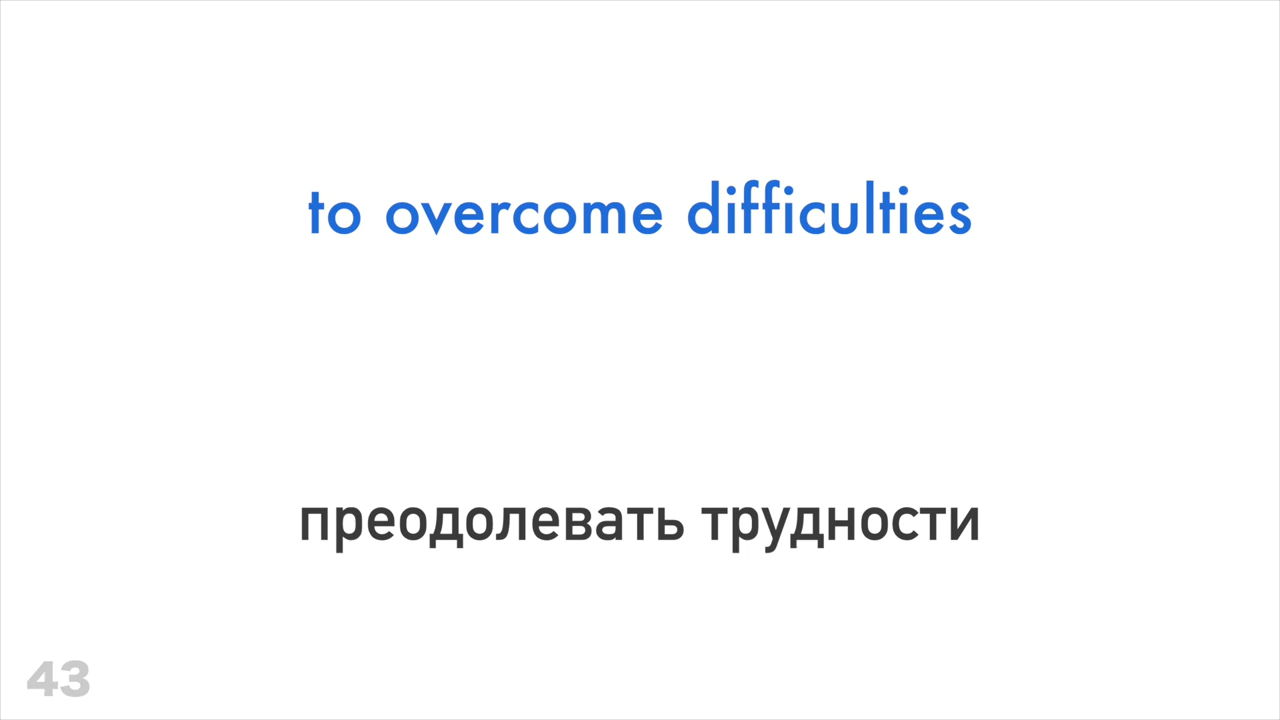 to overcome difficulties
преодолевать трудности
43